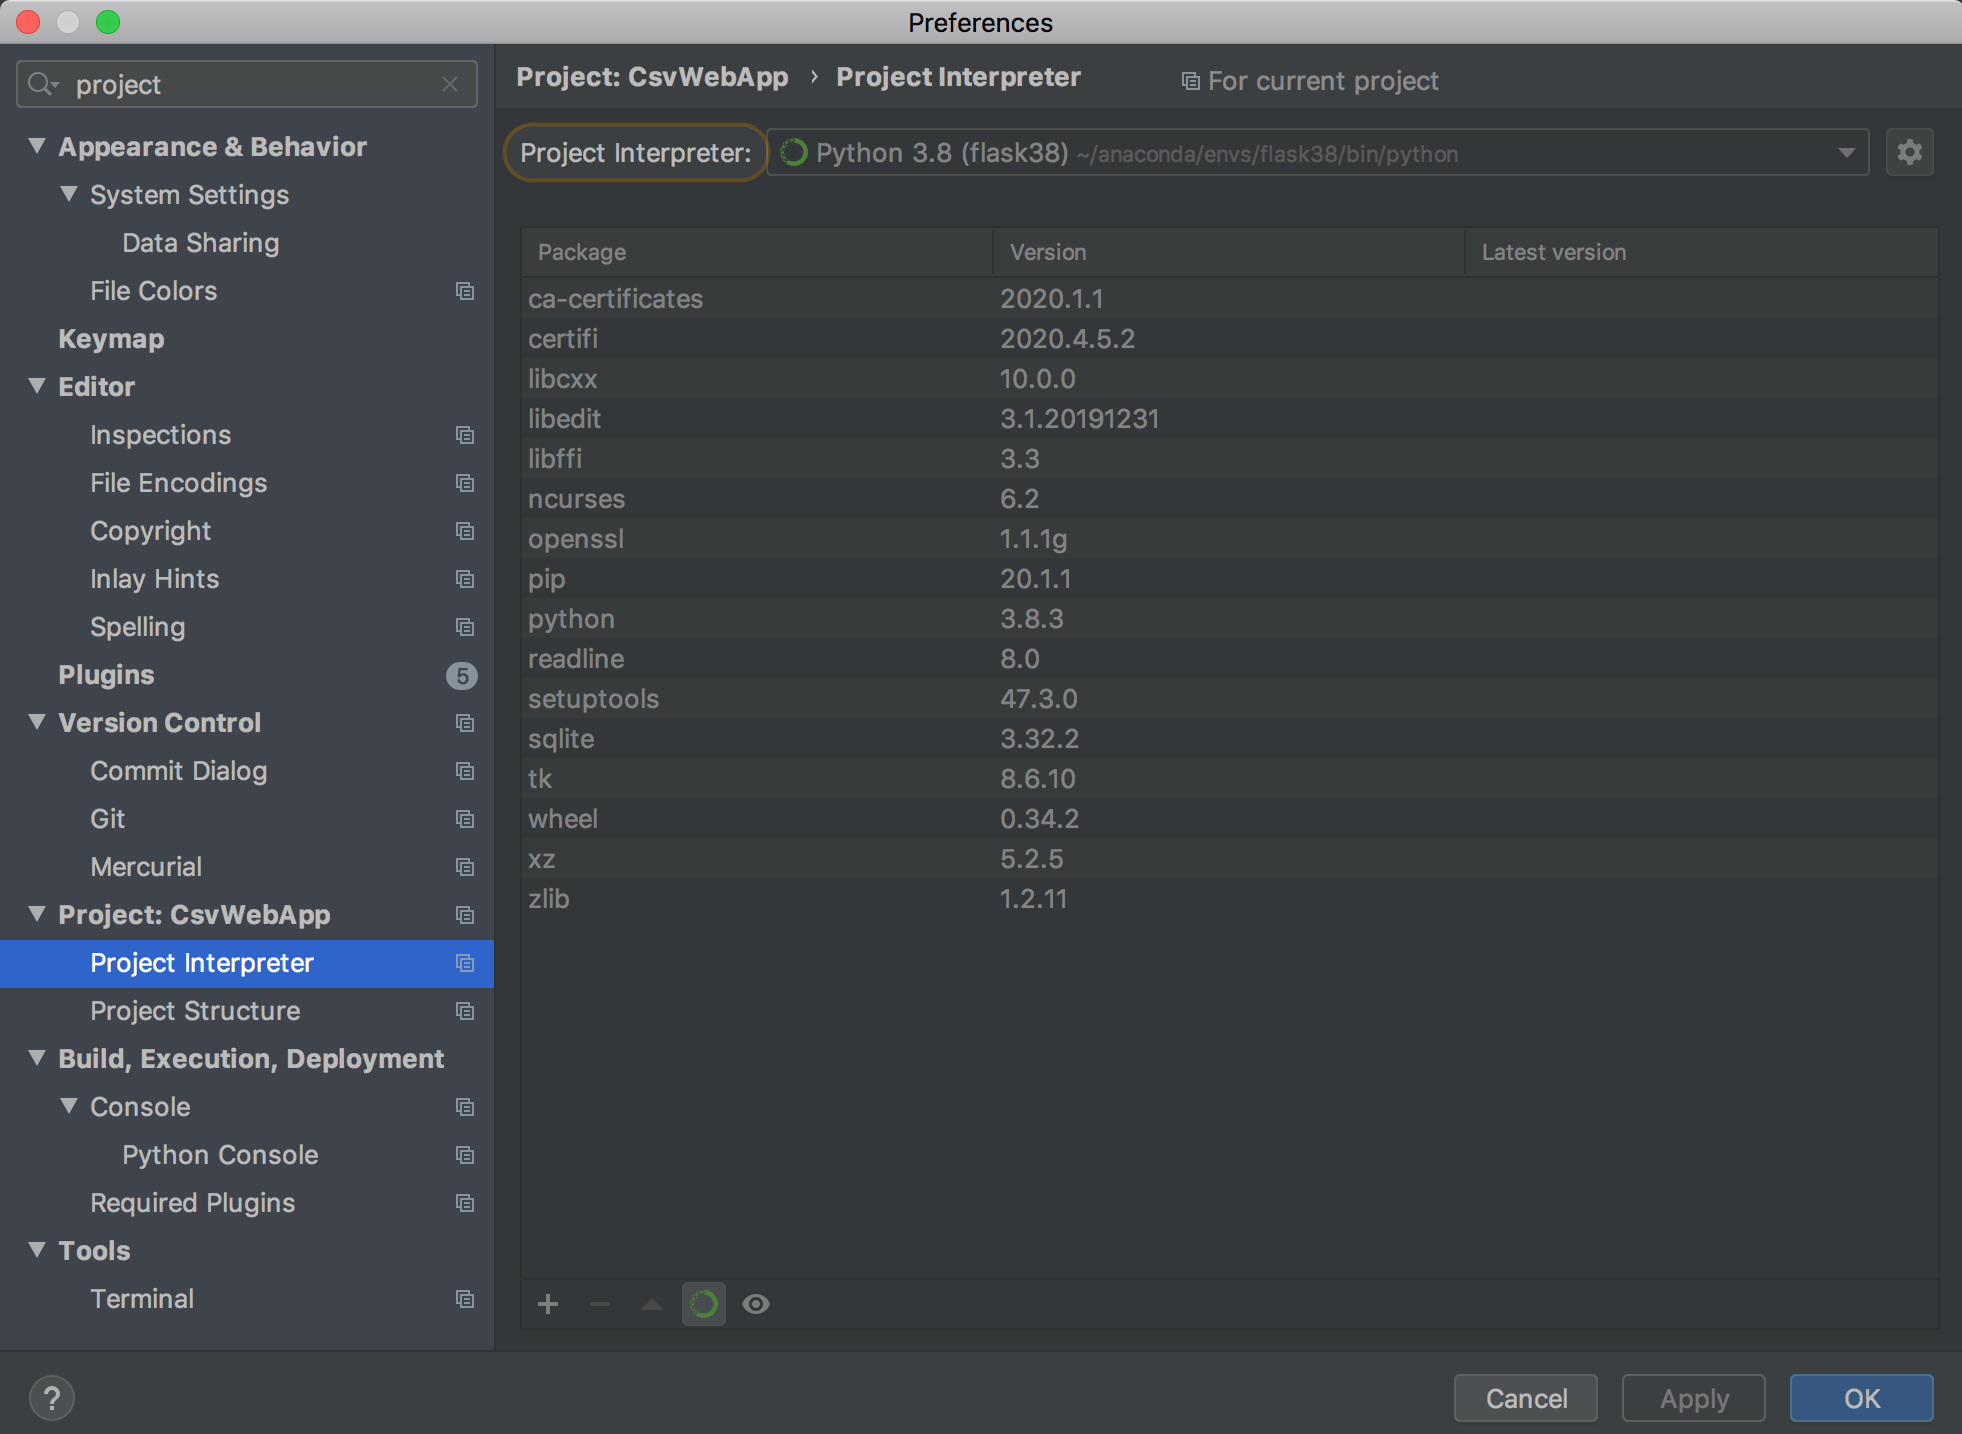 Preferences
project
Appearance & Behavior
System Settings
Data Sharing
File Colors
Keymap
Editor
Inspections
File Encodings
Copyright
Inlay Hints
Spelling
Plugins 5
Version Control
Commit Dialog
Git
Mercurial
Project: CsvWebApp
Project Interpreter
Project Structure
Build, Execution, Deployment
Console
Python Console
Required Plugins
Tools
Terminal
Project: CsvWebApp › Project Interpreter For current project
Project Interpreter: Python 3.8 (flask38) ~/anaconda/envs/flask38/bin/python
Package Version Latest version
ca-certificates 2020.1.1
certifi 2020.4.5.2
libcxx 10.0.0
libedit 3.1.20191231
libffi 3.3
ncurses 6.2
openssl 1.1.1g
pip 20.1.1
python 3.8.3
readline 8.0
setuptools 47.3.0
sqlite 3.32.2
tk 8.6.10
wheel 0.34.2
xz 5.2.5
zlib 1.2.11
? Cancel Apply OK